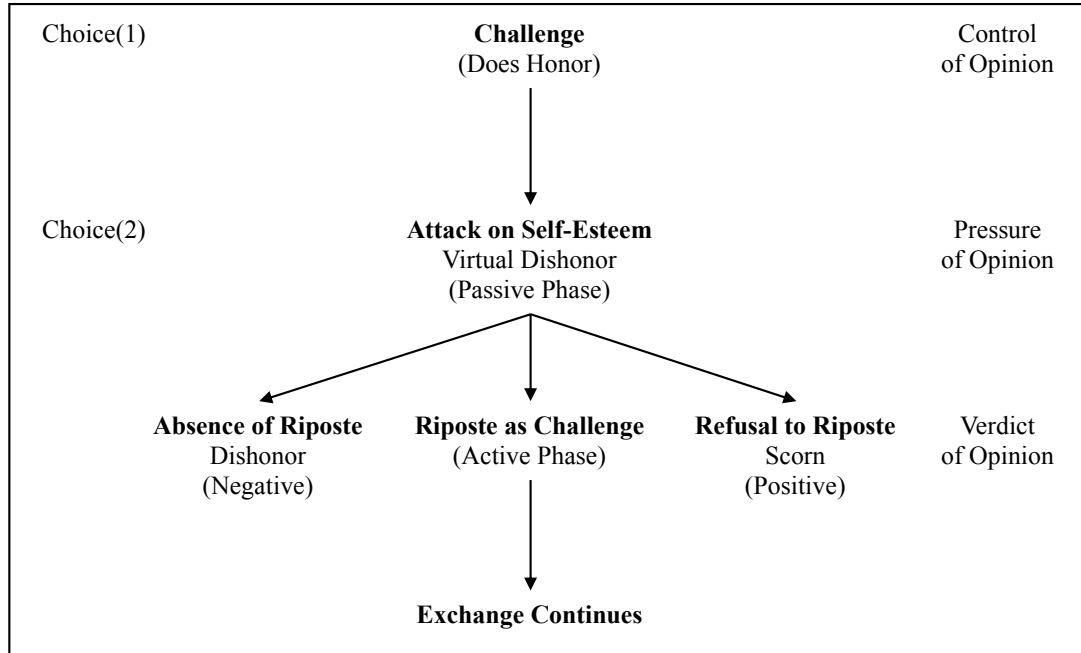 Choice(1)
Challenge
(Does Honor)
Control
of Opinion
Choice(2)
Attack on Self-Esteem
Virtual Dishonor
(Passive Phase)
Pressure
of Opinion
Absence of Riposte
Dishonor
(Negative)
Riposte as Challenge
(Active Phase)
Refusal to Riposte
Scorn
(Positive)
Verdict
of Opinion
Exchange Continues